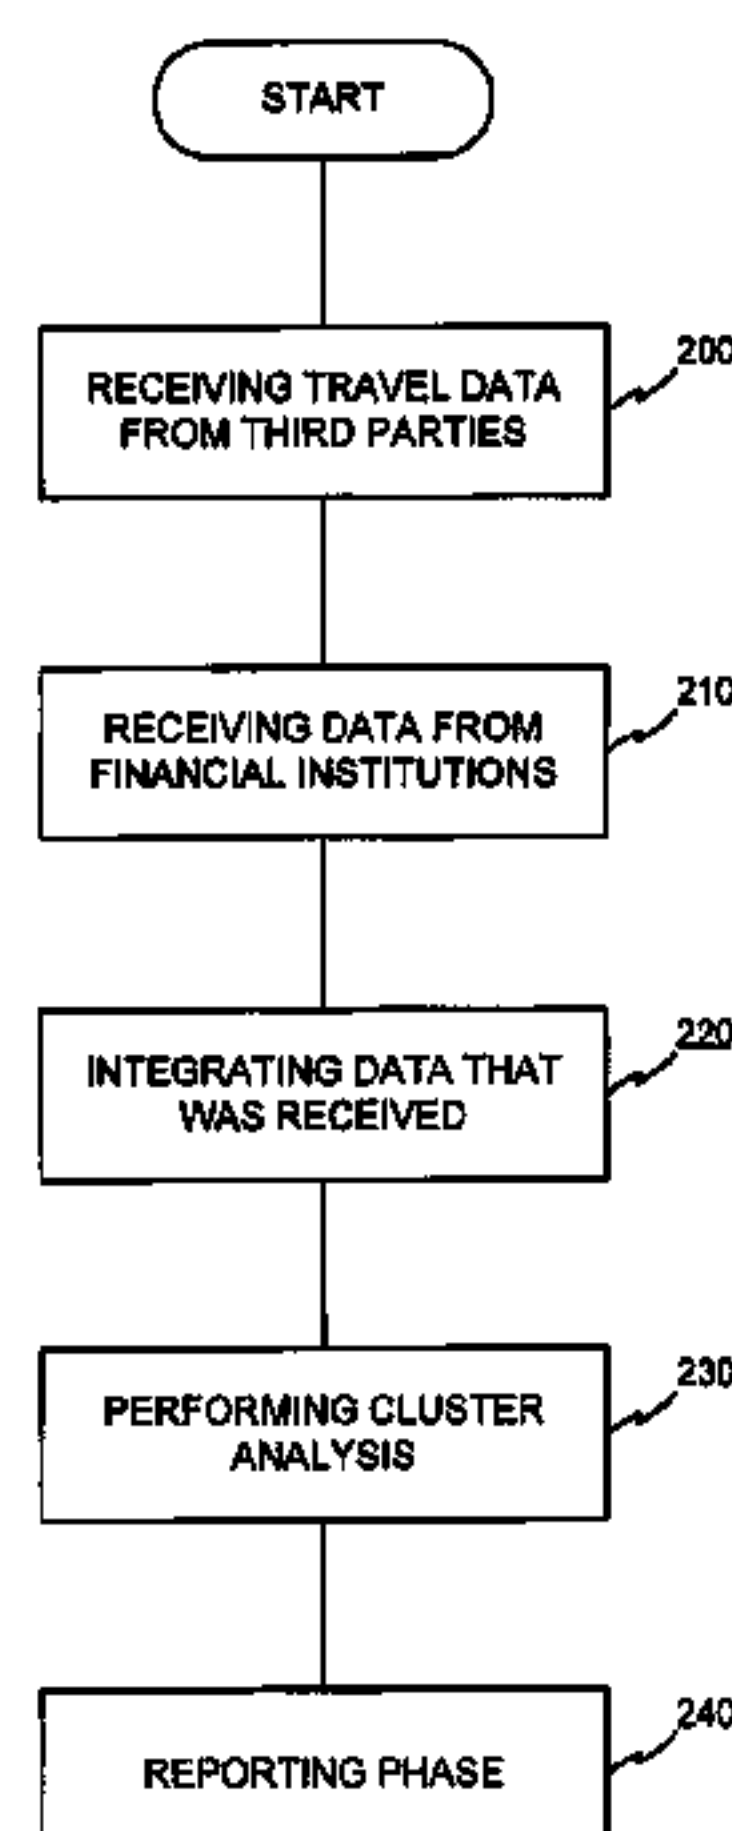 START
200
RECEIVING TRAVEL DATA
FROM THIRD PARTIES
210
RECEIVING DATA FROM
FINANCIAL INSTITUTIONS
220
INTEGRATING DATA THAT
WAS RECEIVED
230
PERFORMING CLUSTER
ANALYSIS
240
REPORTING PHASE